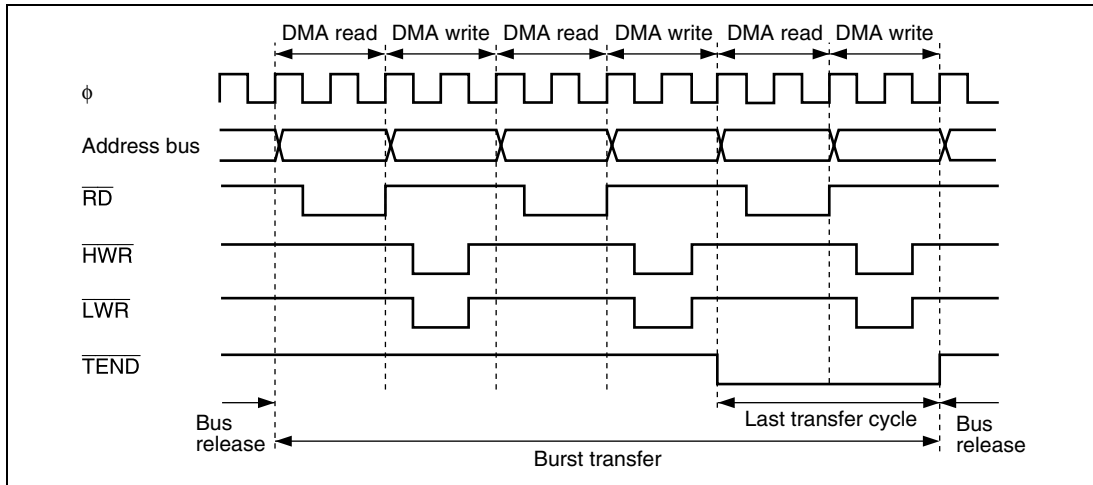 DMA read DMA write DMA read DMA write DMA read DMA write
ϕ
Address bus
RD
HWR
LWR
TEND
Bus release
Last transfer cycle
Bus release
Burst transfer